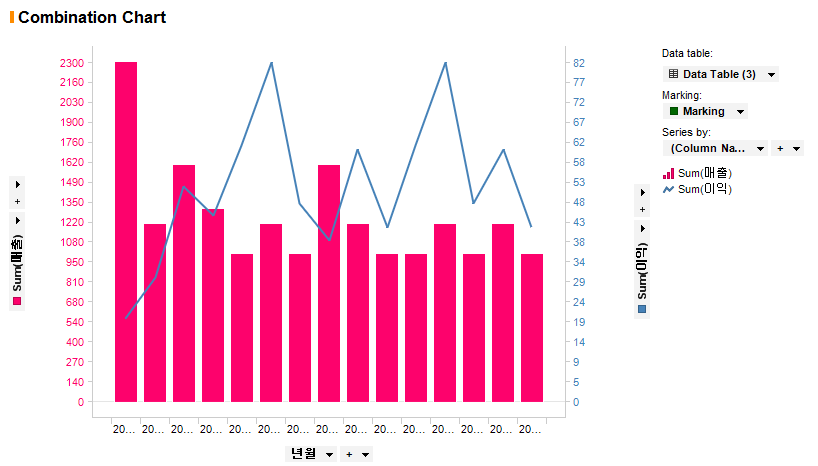 Combination Chart
Data table:
Data Table (3)
Marking:
Marking
Series by:
(Column Na... +
Sum(매출)
Sum(이익)
2300
2160
2030
1900
1760
1620
1490
1350
1220
1080
950
810
680
540
400
270
140
0
82
77
72
67
62
58
53
48
43
38
34
29
24
19
14
9
5
0
+
Sum(매출)
+
Sum(이익)
20... 20... 20... 20... 20... 20... 20... 20... 20... 20... 20... 20... 20... 20... 20...
년월 +